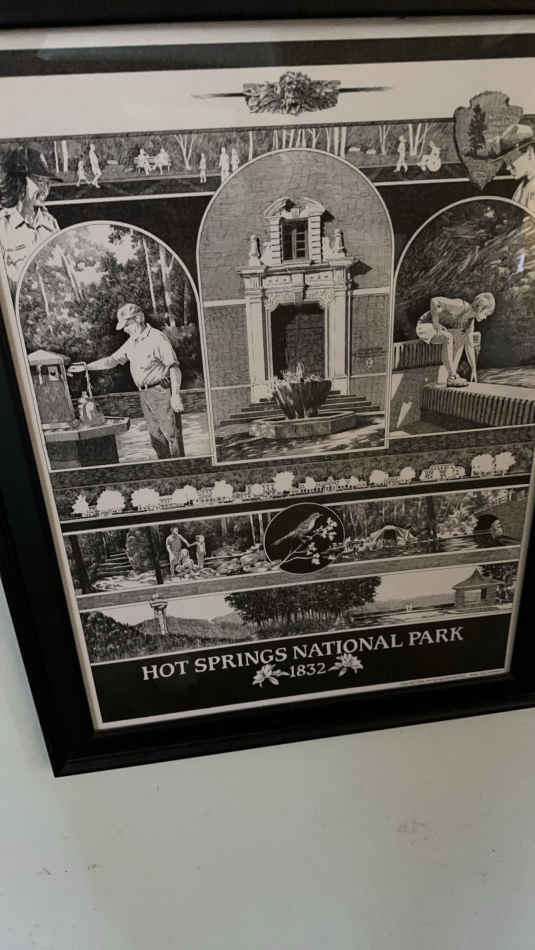 HOT SPRINGS NATIONAL PARK
1832